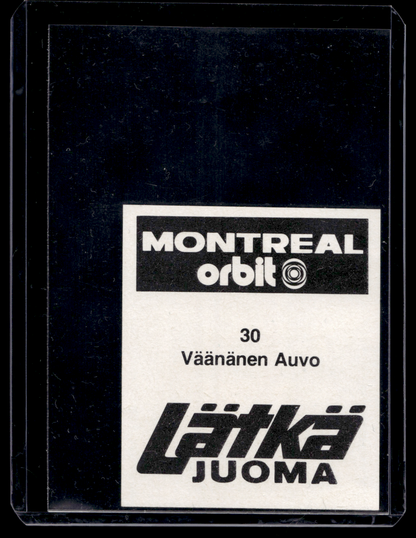 MONTREAL
orbit
30
Väänänen Auvo
Lätkä
JUOMA